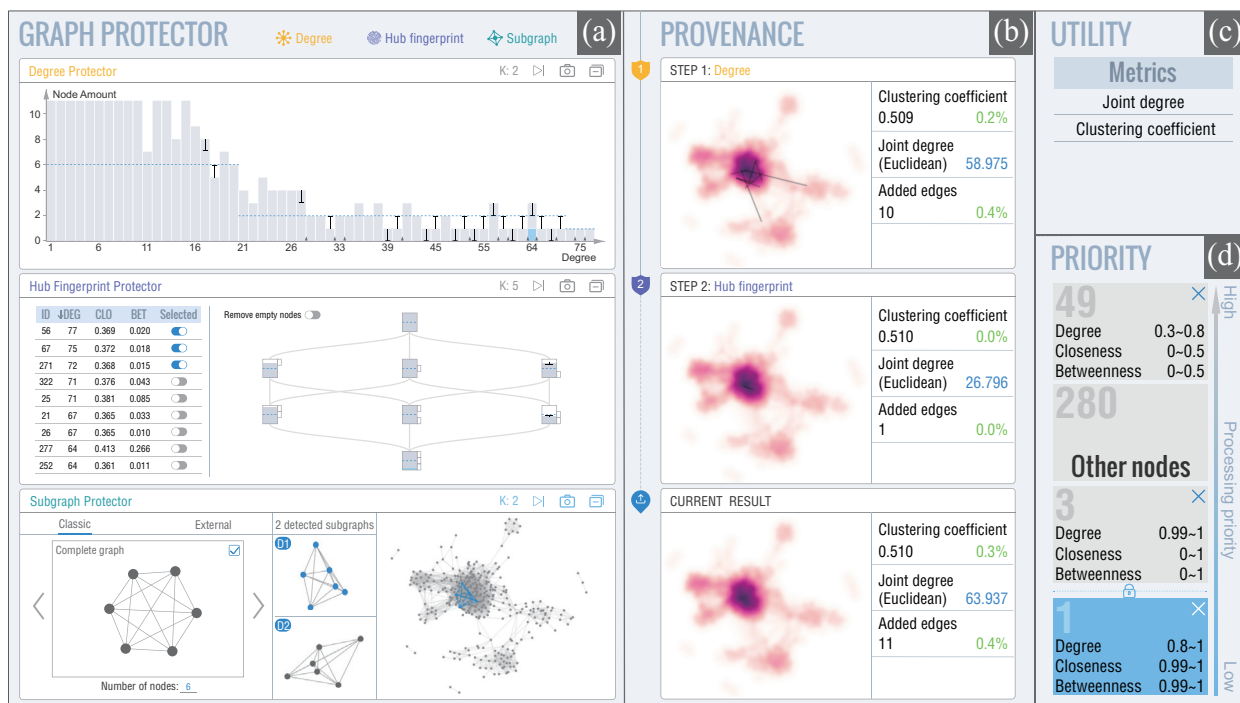 GRAPH PROTECTOR
Degree
Hub fingerprint
Subgraph
(a)
Degree Protector
K: 2
Node Amount
10
8
6
4
2
0
1 6 11 16 21 26 33 39 45 55 64 75
Degree
Hub Fingerprint Protector
K: 5
ID ↓DEG CLO BET Selected
56 77 0.369 0.020
67 75 0.372 0.018
271 72 0.368 0.015
322 71 0.376 0.043
25 71 0.381 0.085
21 67 0.365 0.033
26 67 0.365 0.010
277 64 0.413 0.266
252 64 0.361 0.011
Remove empty nodes
Subgraph Protector
K: 2
Classic
External
Complete graph
Number of nodes: 6
2 detected subgraphs
D1
D2
PROVENANCE
(b)
1
STEP 1: Degree
Clustering coefficient
0.509 0.2%
Joint degree
(Euclidean) 58.975
Added edges
10 0.4%
2
STEP 2: Hub fingerprint
Clustering coefficient
0.510 0.0%
Joint degree
(Euclidean) 26.796
Added edges
1 0.0%
CURRENT RESULT
Clustering coefficient
0.510 0.3%
Joint degree
(Euclidean) 63.937
Added edges
11 0.4%
UTILITY
(c)
Metrics
Joint degree
Clustering coefficient
PRIORITY
(d)
49
Degree 0.3~0.8
Closeness 0~0.5
Betweenness 0~0.5
280
Other nodes
3
Degree 0.99~1
Closeness 0~1
Betweenness 0~1
1
Degree 0.8~1
Closeness 0.99~1
Betweenness 0.99~1
High
Processing priority
Low